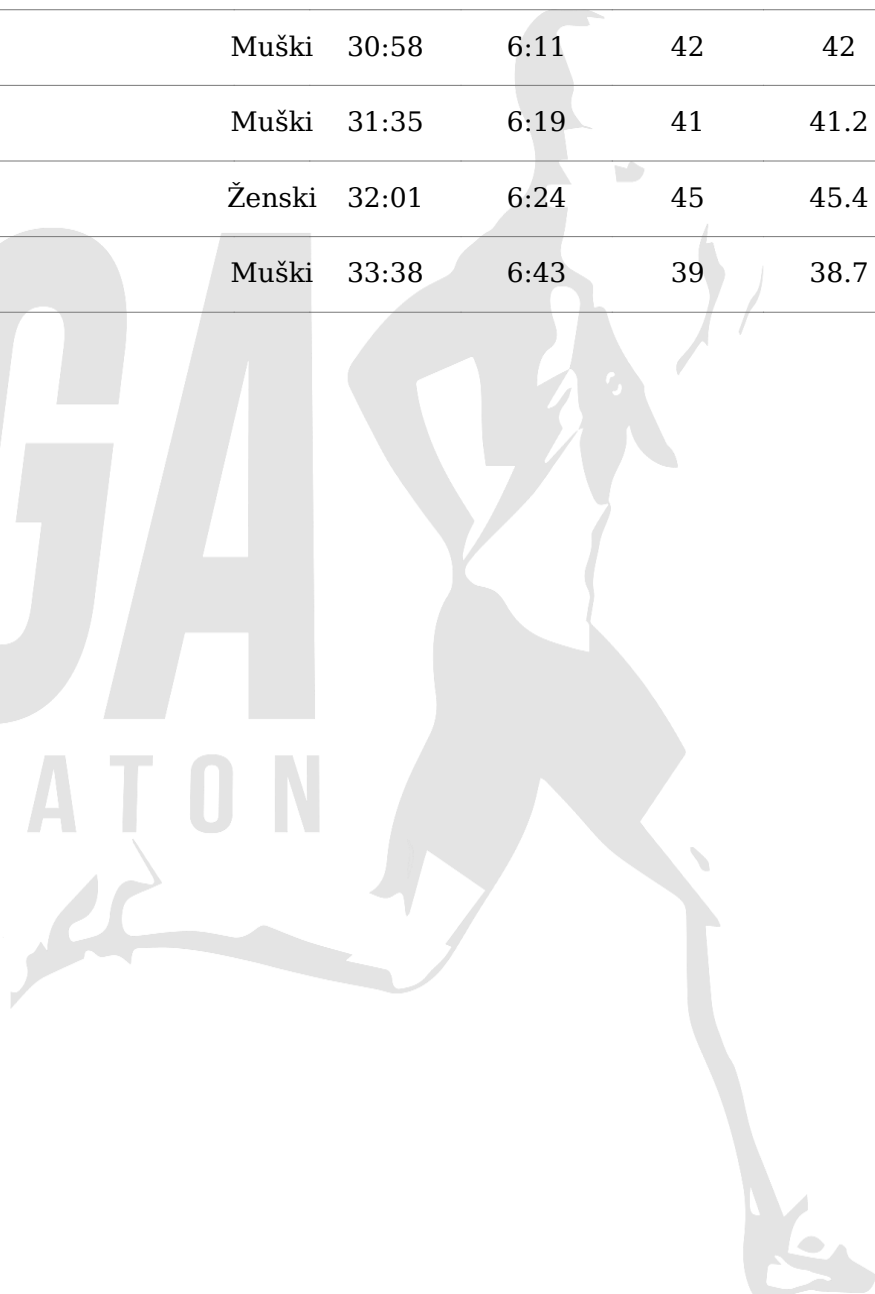 Muški 30:58 6:11 42 42
Muški 31:35 6:19 41 41.2
Ženski 32:01 6:24 45 45.4
Muški 33:38 6:43 39 38.7
GA
ATON